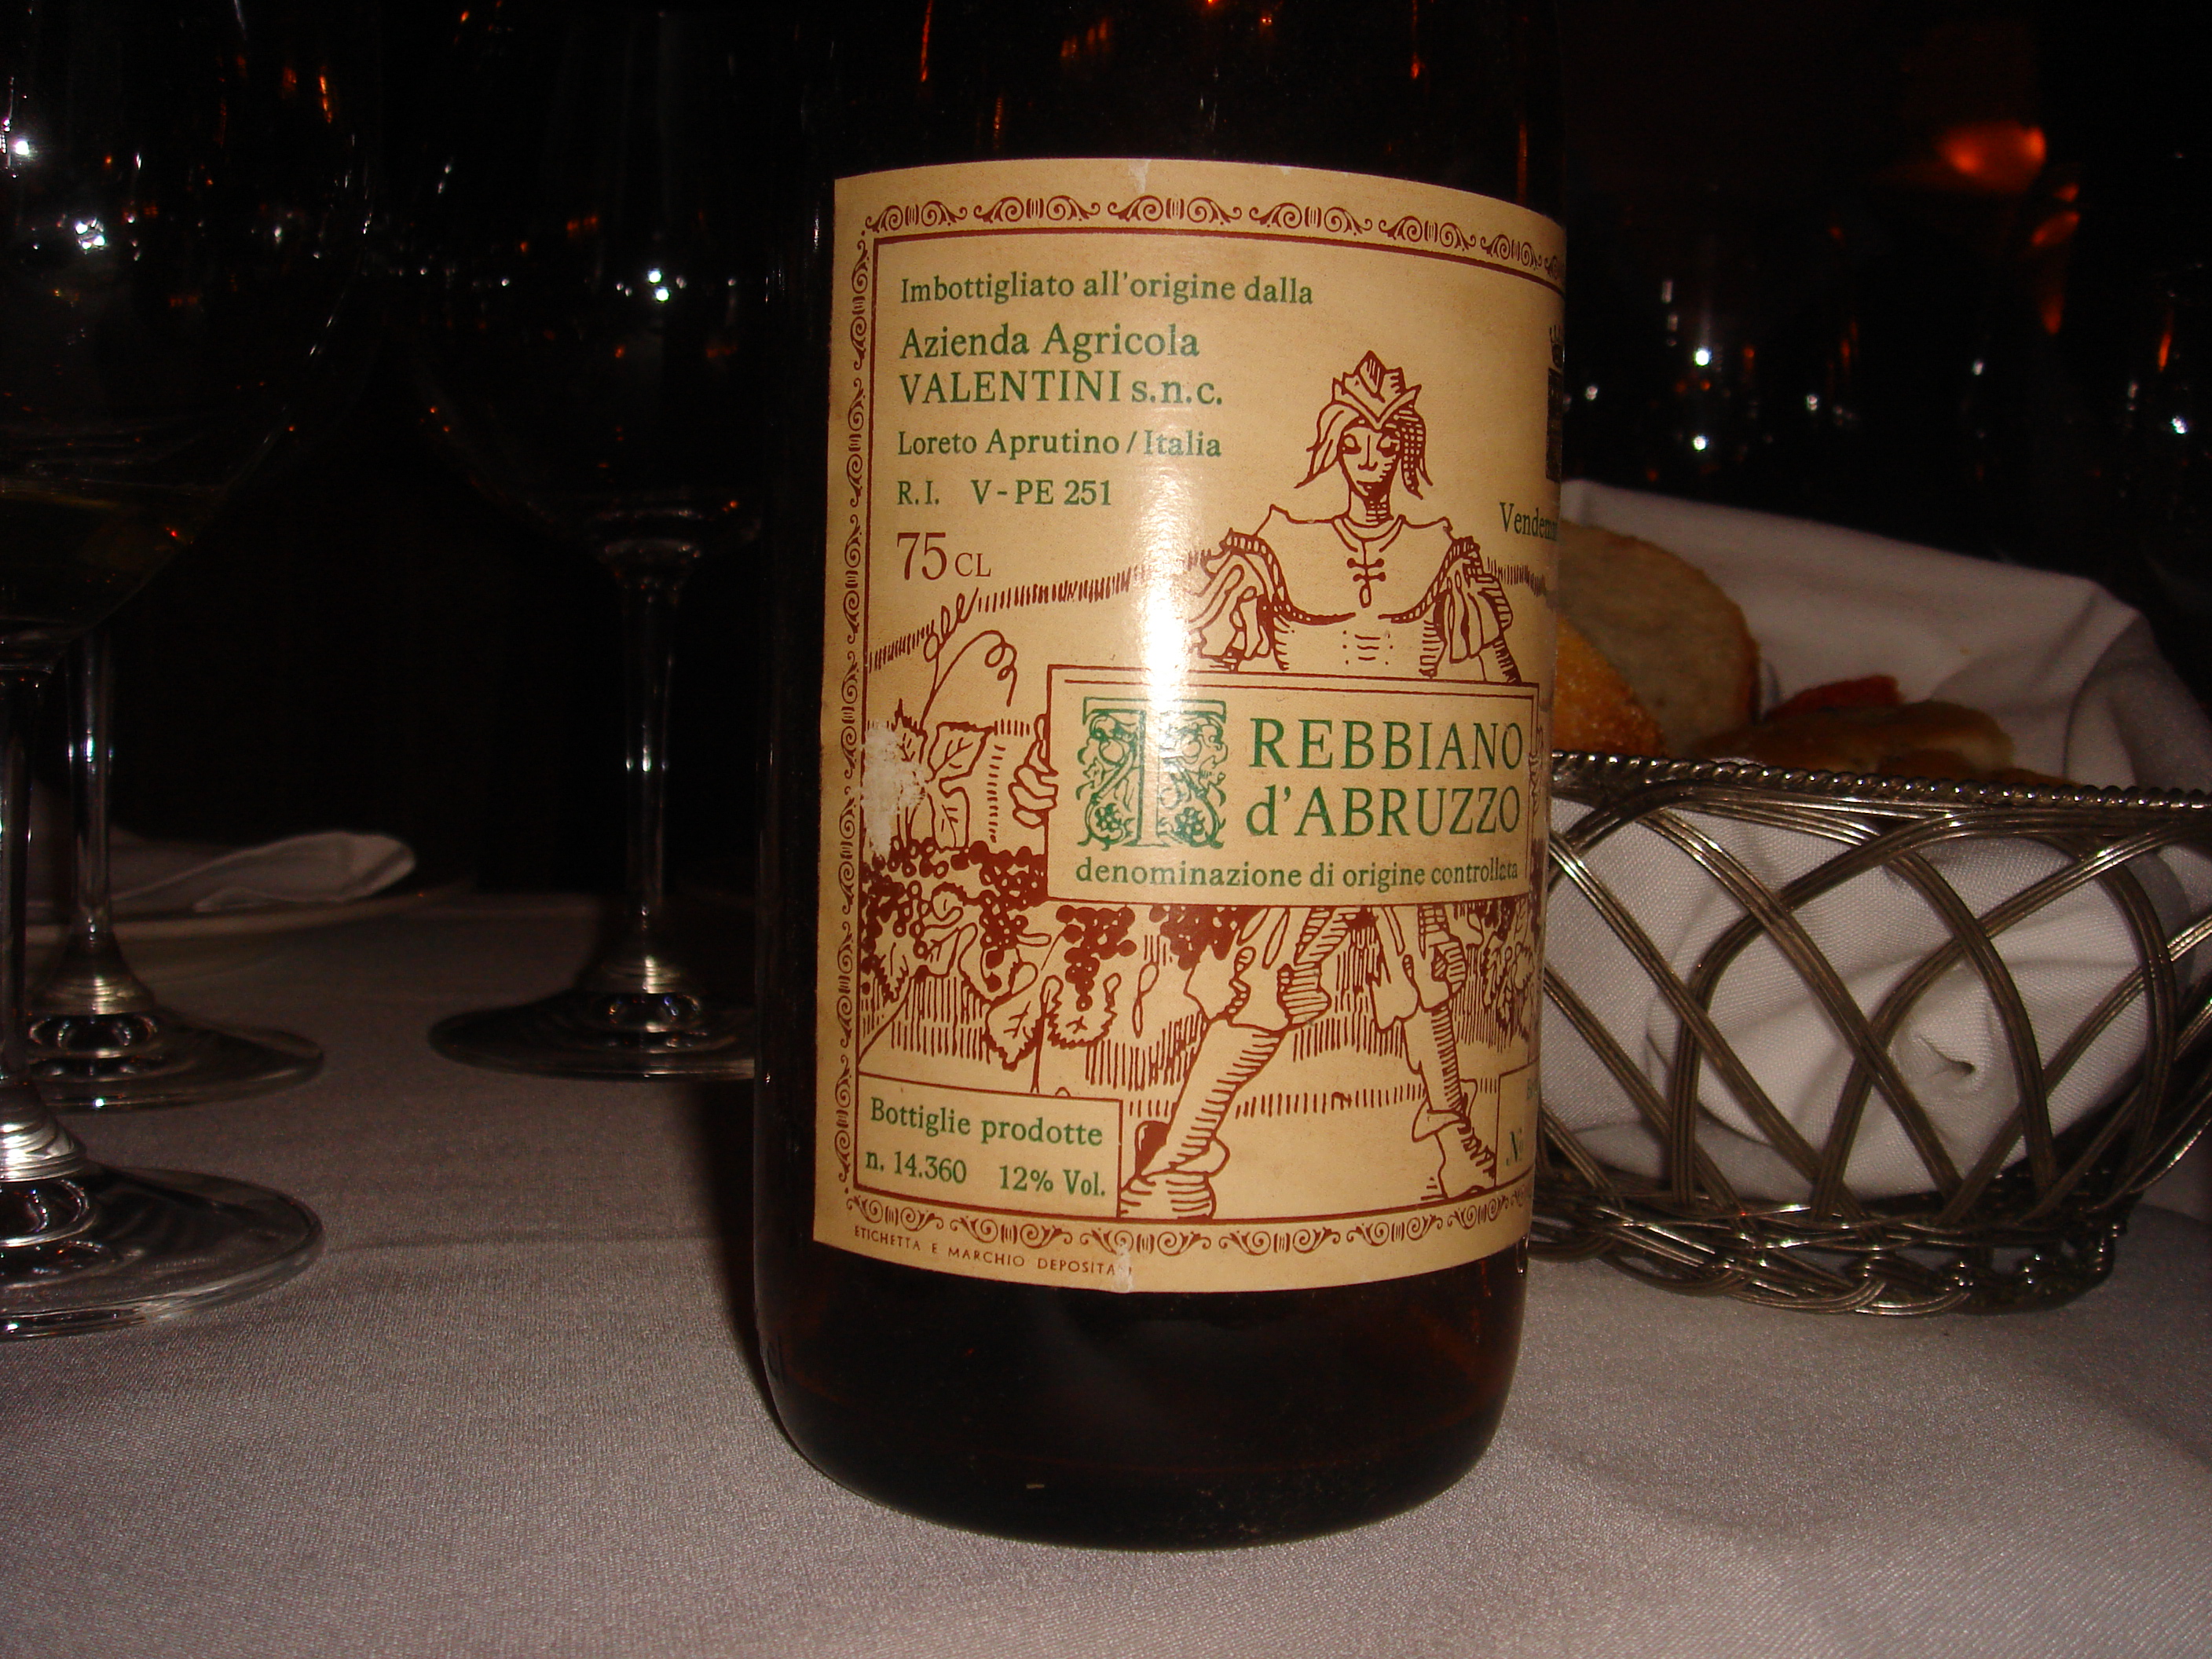 Imbottigliato all'origine dalla
Azienda Agricola
VALENTINI s.n.c.
Loreto Aprutino / Italia
R.I. V-PE 251
75 CL
TREBBIANO
d'ABRUZZO
denominazione di origine controllata
Bottiglie prodotte
n. 14.360 12% Vol.
ETICHETTA E MARCHIO